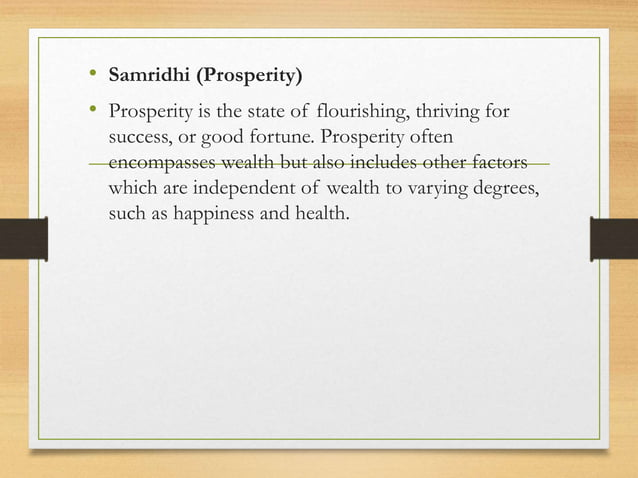 • Samridhi (Prosperity)
• Prosperity is the state of flourishing, thriving for
success, or good fortune. Prosperity often
encompasses wealth but also includes other factors
which are independent of wealth to varying degrees,
such as happiness and health.